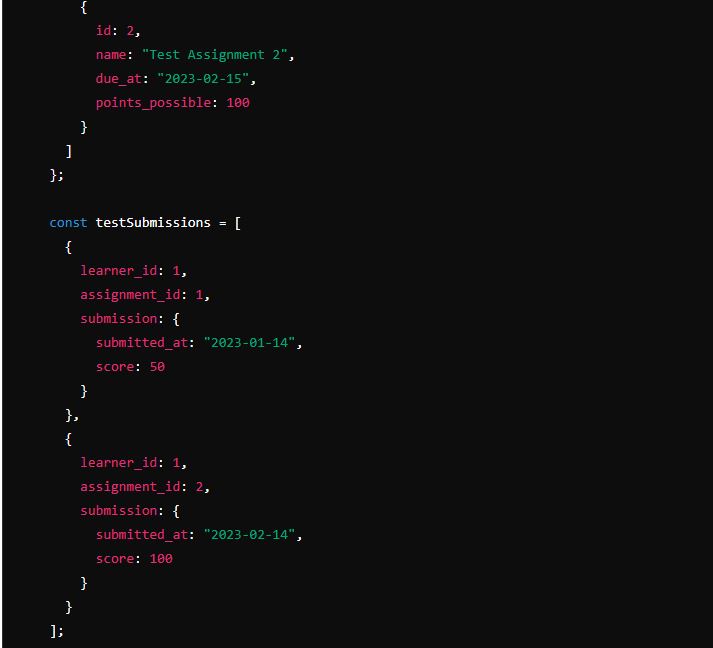 {
id: 2,
name: "Test Assignment 2",
due_at: "2023-02-15",
points_possible: 100
}
]
};
const testSubmissions = [
{
learner_id: 1,
assignment_id: 1,
submission: {
submitted_at: "2023-01-14",
score: 50
}
},
{
learner_id: 1,
assignment_id: 2,
submission: {
submitted_at: "2023-02-14",
score: 100
}
}
];